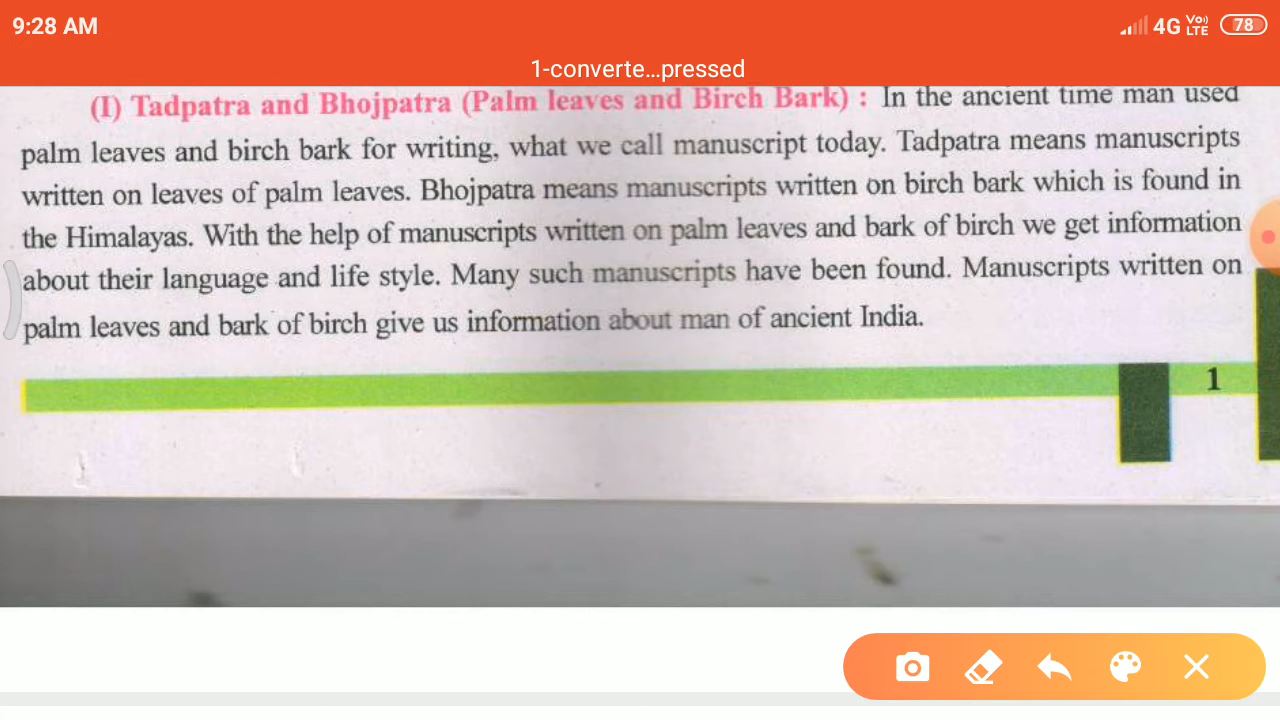 9:28 AM
4G Vo) LTE 78
1-converte...pressed
(I) Tadpatra and Bhojpatra (Palm leaves and Birch Bark) : In the ancient time man used
palm leaves and birch bark for writing, what we call manuscript today. Tadpatra means manuscripts
written on leaves of palm leaves. Bhojpatra means manuscripts written on birch bark which is found in
the Himalayas. With the help of manuscripts written on palm leaves and bark of birch we get information
about their language and life style. Many such manuscripts have been found. Manuscripts written on
palm leaves and bark of birch give us information about man of ancient India.
1